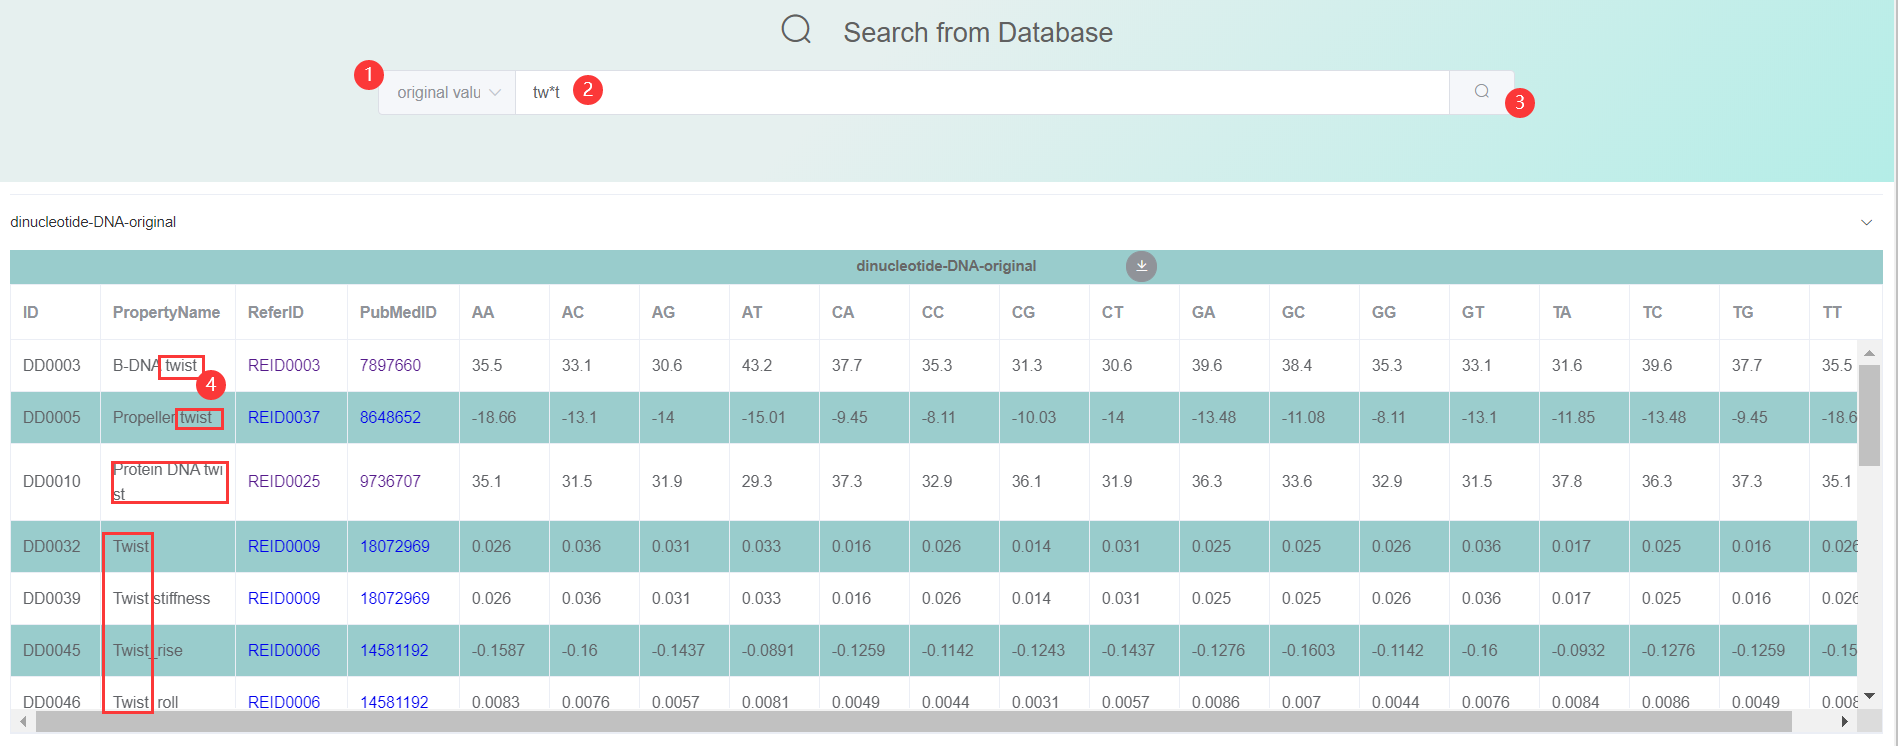 Search from Database
1
original valu
tw*t
2
3
dinucleotide-DNA-original
dinucleotide-DNA-original
ID PropertyName ReferID PubMedID AA AC AG AT CA CC CG CT GA GC GG GT TA TC TG TT
DD0003 B-DNA twist REID0003 7897660 35.5 33.1 30.6 43.2 37.7 35.3 31.3 30.6 39.6 38.4 35.3 33.1 31.6 39.6 37.7 35.5
4
DD0005 Propeller twist REID0037 8648652 -18.66 -13.1 -14 -15.01 -9.45 -8.11 -10.03 -14 -13.48 -11.08 -8.11 -13.1 -11.85 -13.48 -9.45 -18.6
DD0010 Protein DNA twi
st REID0025 9736707 35.1 31.5 31.9 29.3 37.3 32.9 36.1 31.9 36.3 33.6 32.9 31.5 37.8 36.3 37.3 35.1
DD0032 Twist REID0009 18072969 0.026 0.036 0.031 0.033 0.016 0.026 0.014 0.031 0.025 0.025 0.026 0.036 0.017 0.025 0.016 0.026
DD0039 Twist stiffness REID0009 18072969 0.026 0.036 0.031 0.033 0.016 0.026 0.014 0.031 0.025 0.025 0.026 0.036 0.017 0.025 0.016 0.026
DD0045 Twist_rise REID0006 14581192 -0.1587 -0.16 -0.1437 -0.0891 -0.1259 -0.1142 -0.1243 -0.1437 -0.1276 -0.1603 -0.1142 -0.16 -0.0932 -0.1276 -0.1259 -0.15
DD0046 Twist_roll REID0006 14581192 0.0083 0.0076 0.0057 0.0081 0.0049 0.0044 0.0031 0.0057 0.0086 0.007 0.0044 0.0076 0.0084 0.0086 0.0049 0.008